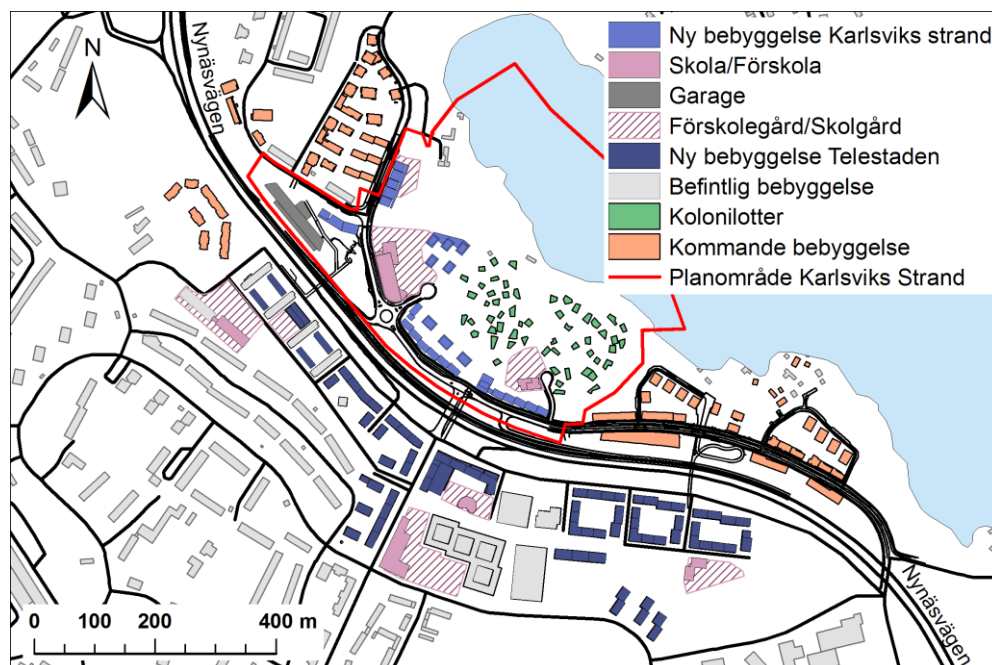 Nynäsvägen
N
Ny bebyggelse Karlsviks strand
Skola/Förskola
Garage
Förskolegård/Skolgård
Ny bebyggelse Telestaden
Befintlig bebyggelse
Kolonilotter
Kommande bebyggelse
Planområde Karlsviks Strand
Nynäsvägen
0 100 200 400 m